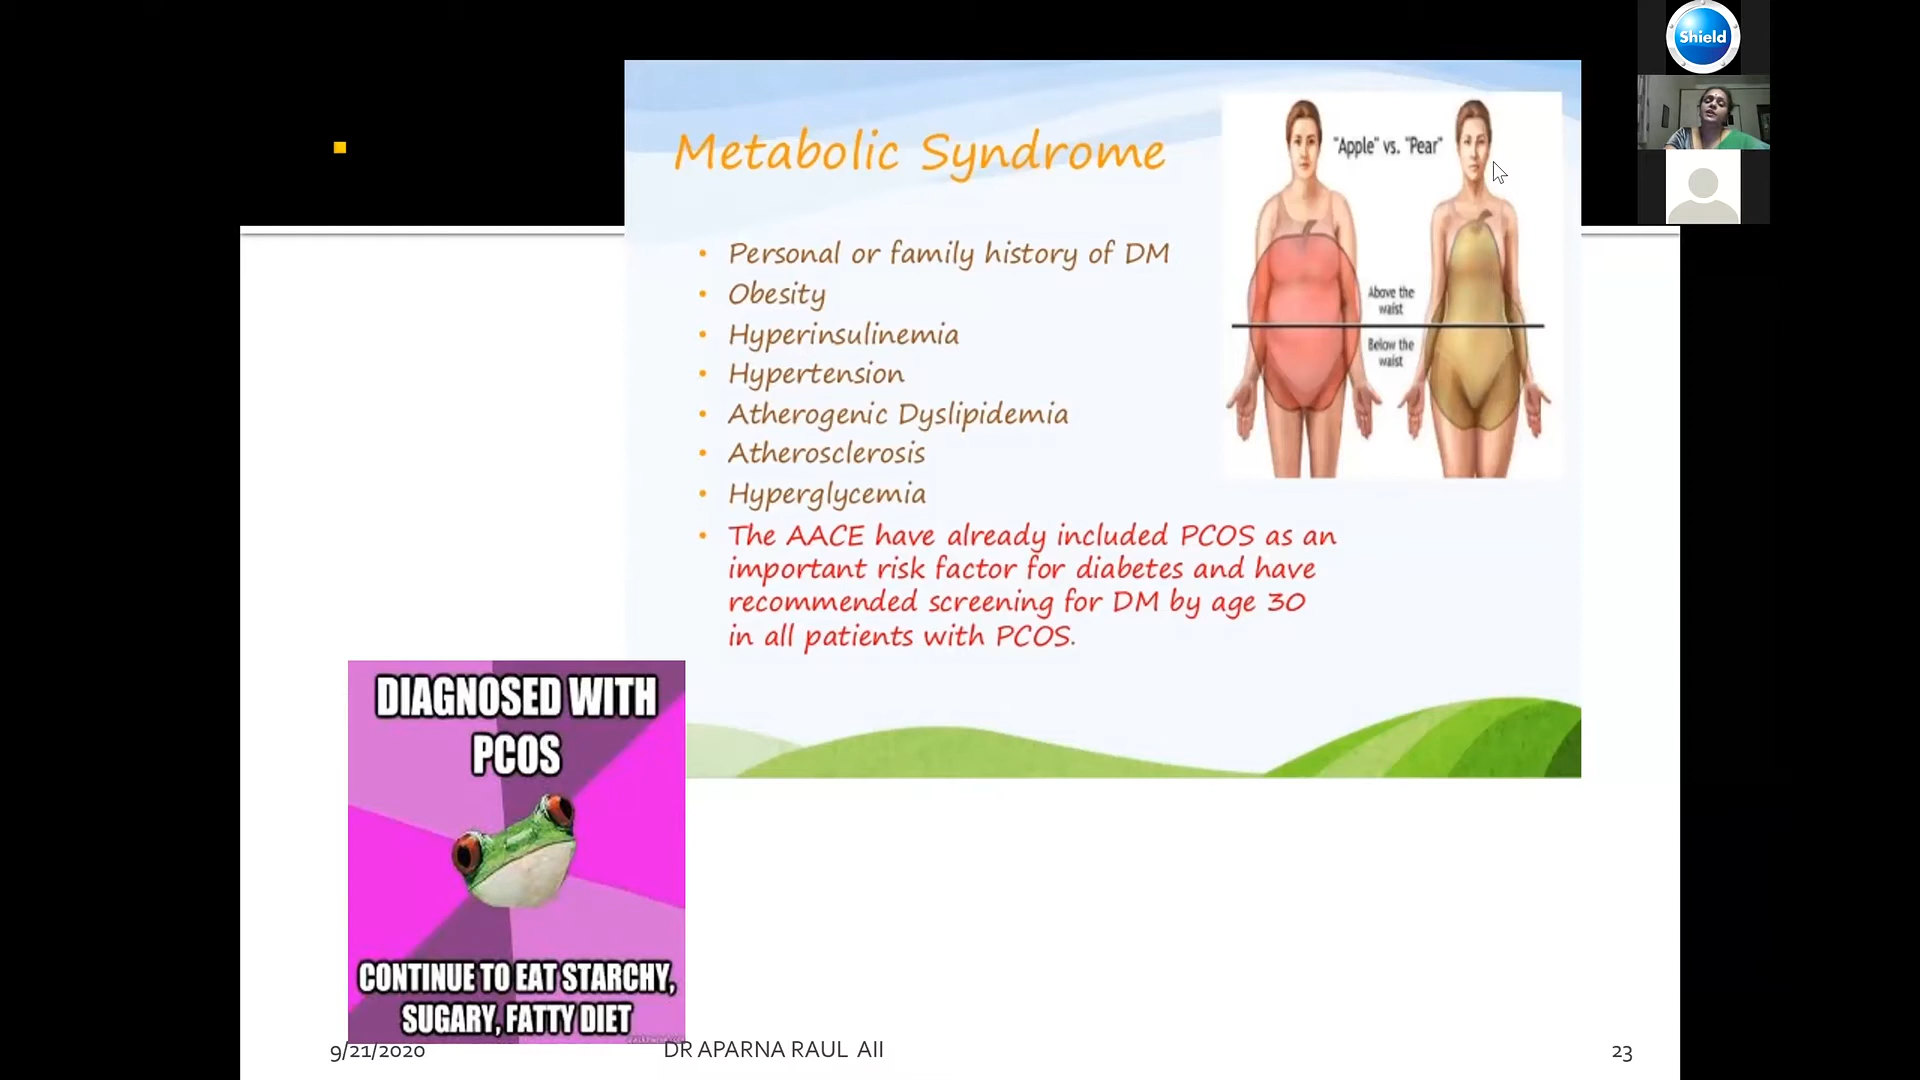 Shield
Metabolic Syndrome
"Apple" vs. "Pear"
Above the
waist
Below the
waist
• Personal or family history of DM
• Obesity
• Hyperinsulinemia
• Hypertension
• Atherogenic Dyslipidemia
• Atherosclerosis
• Hyperglycemia
• The AACE have already included PCOS as an
important risk factor for diabetes and have
recommended screening for DM by age 30
in all patients with PCOS.
DIAGNOSED WITH
PCOS
CONTINUE TO EAT STARCHY,
SUGARY, FATTY DIET
9/21/2020
DR APARNA RAUL AII
23